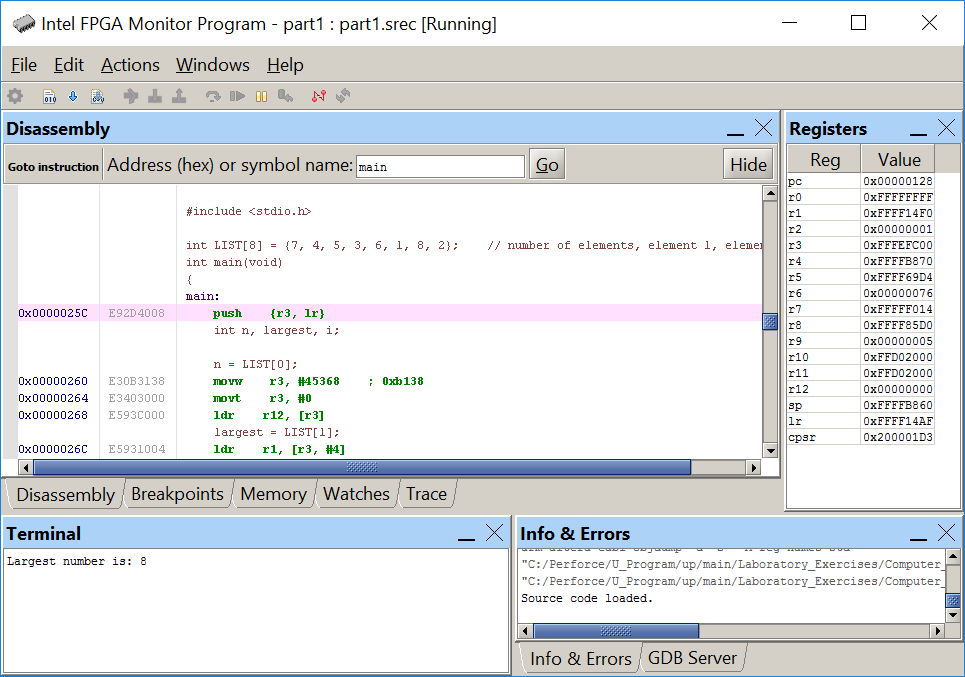 Intel FPGA Monitor Program - part1 : part1.srec [Running]
File Edit Actions Windows Help
Disassembly
Goto instruction Address (hex) or symbol name: main Go Hide
#include <stdio.h>
int LIST[8] = {7, 4, 5, 3, 6, 1, 8, 2}; // number of elements, element 1, eleme
int main(void)
{
main:
0x0000025C E92D4008 push {r3, lr}
int n, largest, i;
n = LIST[0];
0x00000260 E30B3138 movw r3, #45368 ; 0xb138
0x00000264 E3403000 movt r3, #0
0x00000268 E593C000 ldr r12, [r3]
largest = LIST[1];
0x0000026C E5931004 ldr r1, [r3, #4]
Disassembly Breakpoints Memory Watches Trace
Registers
Reg Value
pc 0x00000128
r0 0xFFFFFFFF
r1 0xFFFF14F0
r2 0x00000001
r3 0xFFFEFC00
r4 0xFFFFB870
r5 0xFFFF69D4
r6 0x00000076
r7 0xFFFFF014
r8 0xFFFF85D0
r9 0x00000005
r10 0xFFD02000
r11 0xFFD02000
r12 0x00000000
sp 0xFFFFB860
lr 0xFFFF14AF
cpsr 0x200001D3
Terminal
Largest number is: 8
Info & Errors
"C:/Perforce/U_Program/up/main/Laboratory_Exercises/Computer_
"C:/Perforce/U_Program/up/main/Laboratory_Exercises/Computer_
Source code loaded.
Info & Errors GDB Server